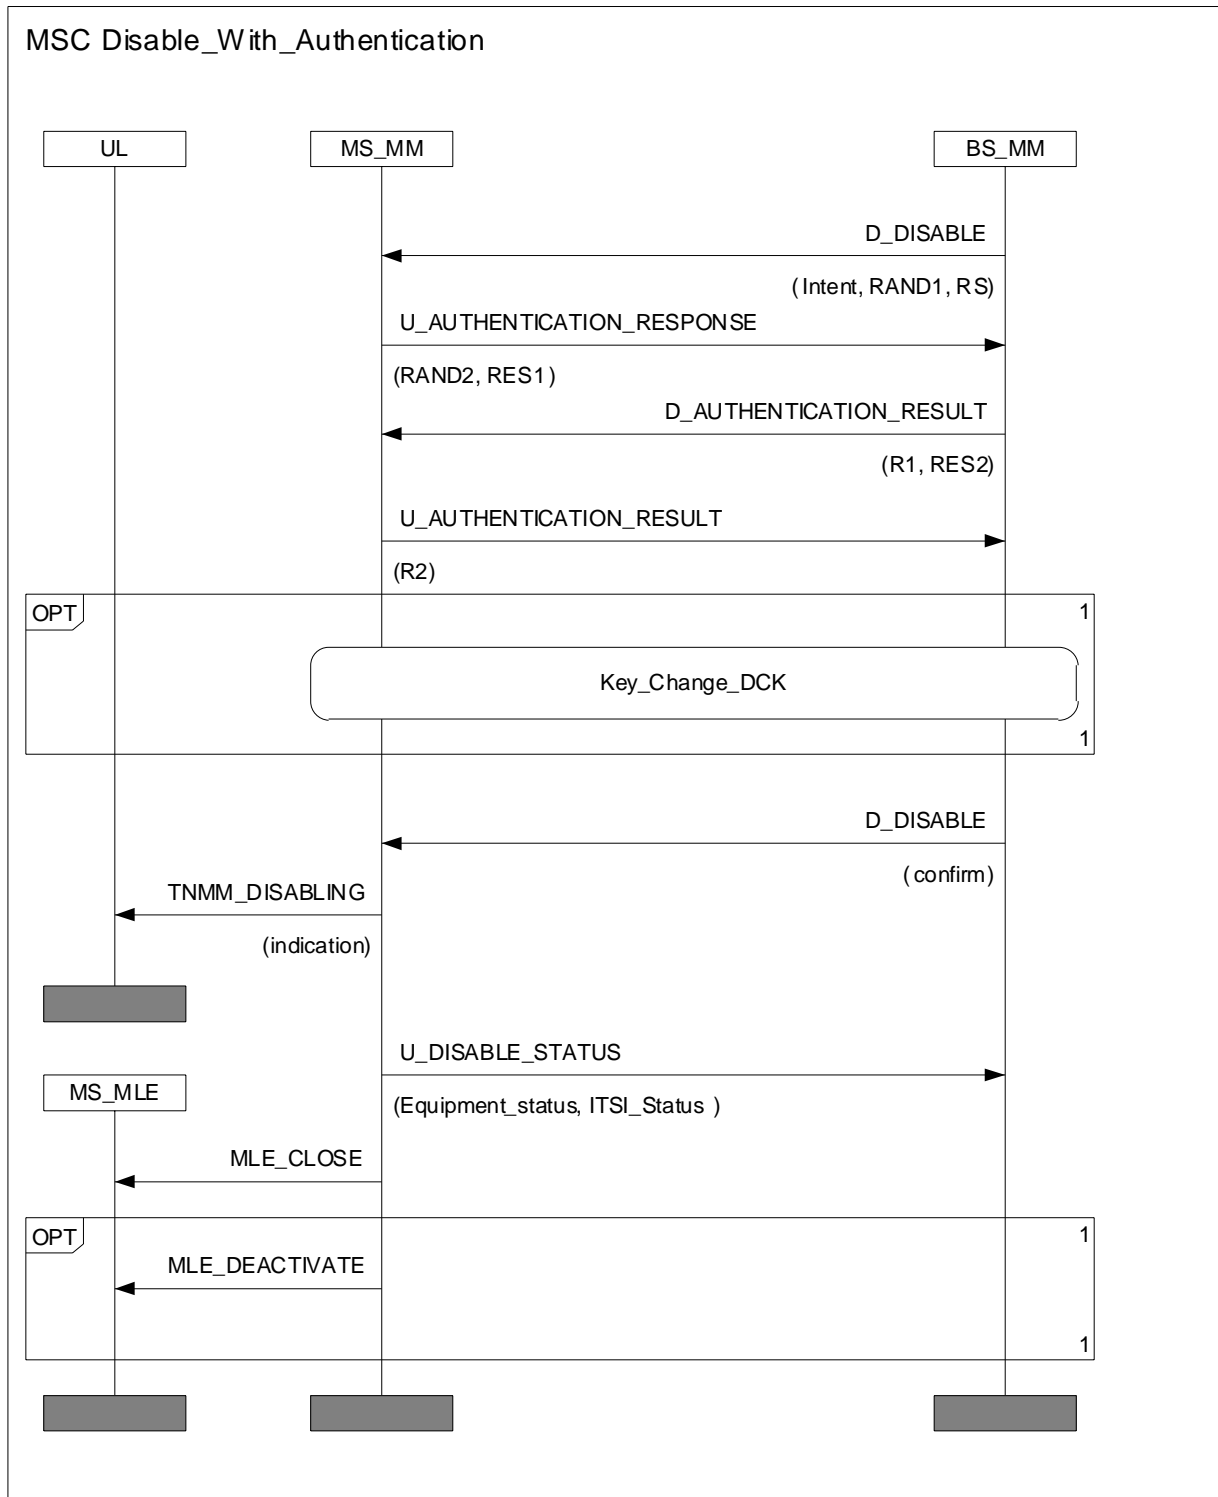 MSC Disable_With_Authentication
UL
MS_MM
BS_MM
D_DISABLE
(Intent, RAND1, RS)
U_AUTHENTICATION_RESPONSE
(RAND2, RES1)
D_AUTHENTICATION_RESULT
(R1, RES2)
U_AUTHENTICATION_RESULT
(R2)
OPT
1
Key_Change_DCK
1
D_DISABLE
(confirm)
TNMM_DISABLING
(indication)
U_DISABLE_STATUS
MS_MLE
(Equipment_status, ITSI_Status )
MLE_CLOSE
OPT
1
MLE_DEACTIVATE
1